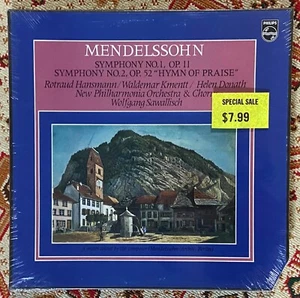 PHILIPS
MENDELSSOHN
SYMPHONY NO.1, OP. 11
SYMPHONY NO.2, OP. 52 "HYMN OF PRAISE"
Rotraud Hansmann/Waldemar Kmentt/Helen Donath
New Philharmonia Orchestra & Chor
Wolfgang Sawallisch
SPECIAL SALE
$7.99